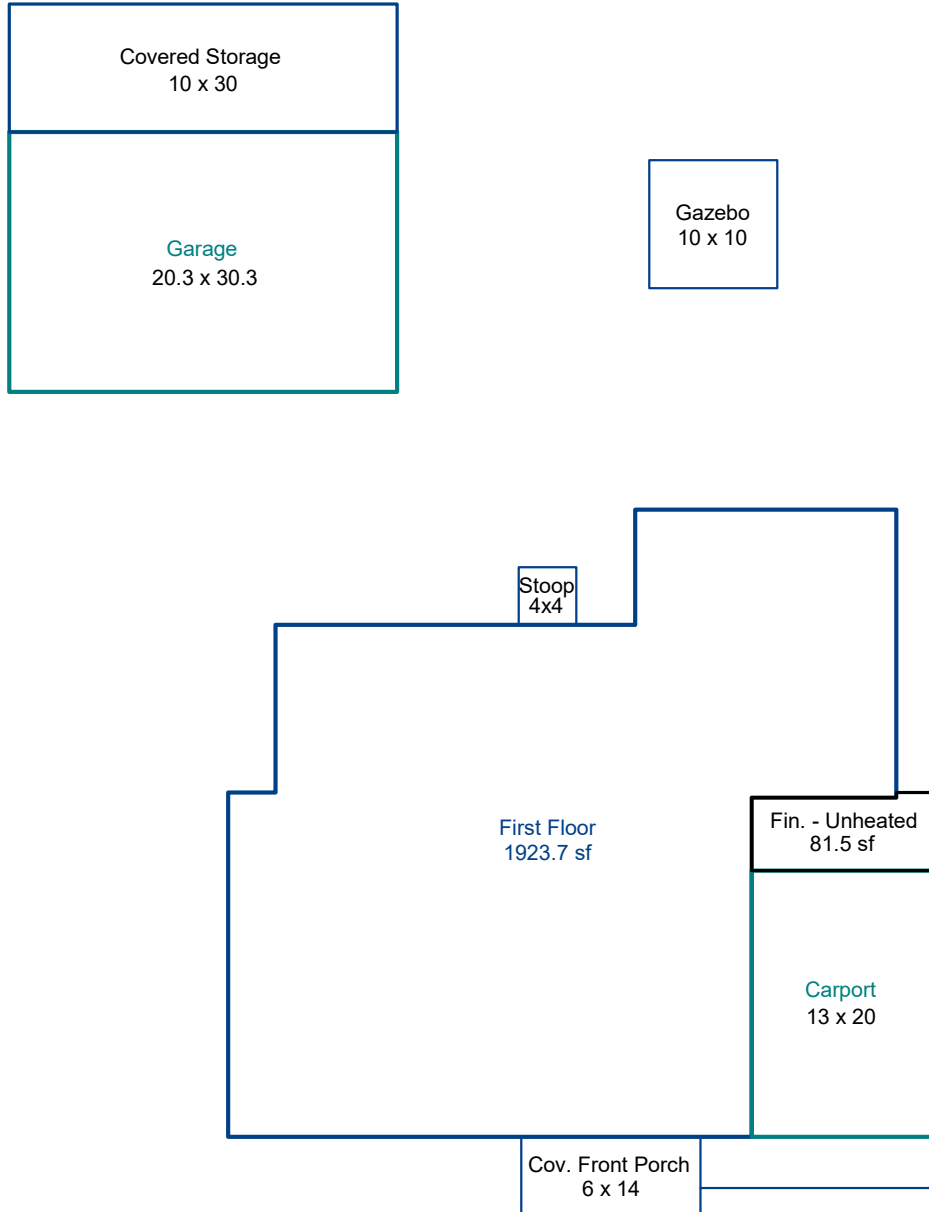 Covered Storage
10 x 30
Gazebo
10 x 10
Garage
20.3 x 30.3
Stoop
4x4
First Floor
1923.7 sf
Fin. - Unheated
81.5 sf
Carport
13 x 20
Cov. Front Porch
6 x 14